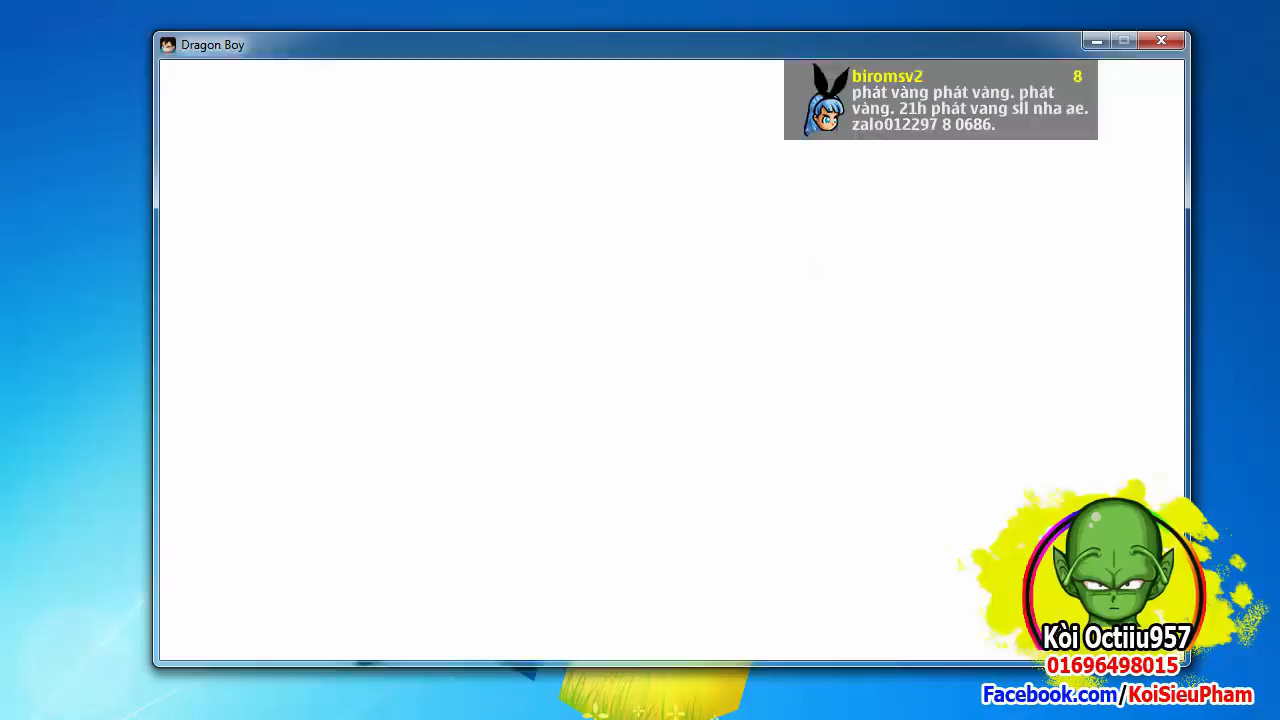 Dragon Boy
biromsv2 8
phát vàng phát vàng. phát
vàng. 21h phát vang sll nha ae.
zalo012297 8 0686.
Kòi Octiiu957
01696498015
Facebook.com/KoiSieuPham